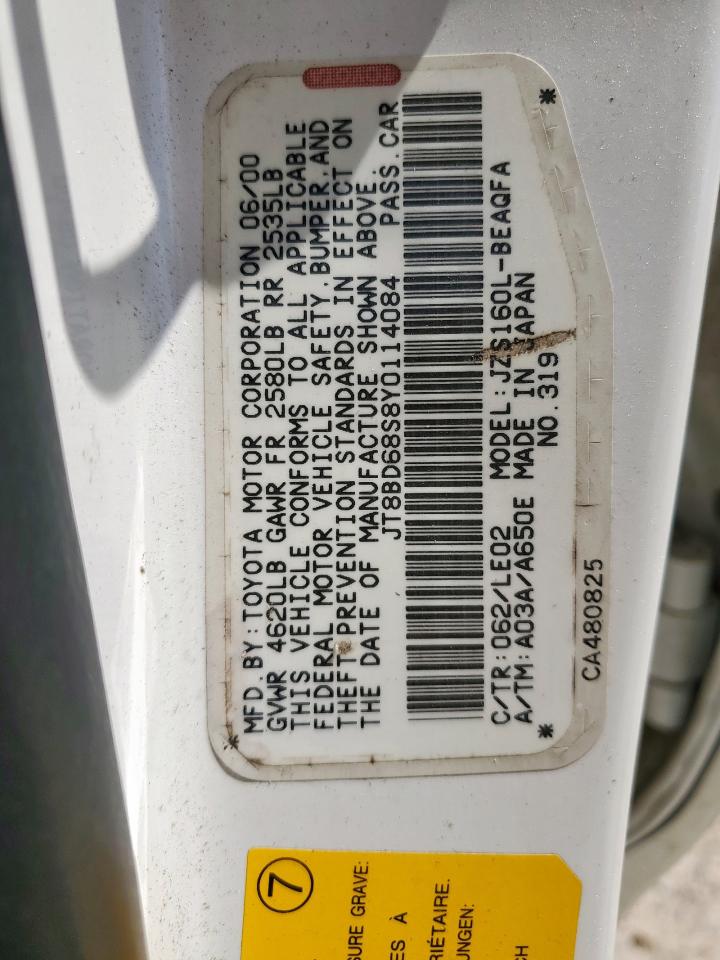 MFD.BY:TOYOTA MOTOR CORPORATION 06/00
GVWR 4620LB GAWR FR 2580LB RR 2535LB
THIS VEHICLE CONFORMS TO ALL APPLICABLE
FEDERAL MOTOR VEHICLE SAFETY,BUMPER,AND
THEFT PREVENTION STANDARDS IN EFFECT ON
THE DATE OF MANUFACTURE SHOWN ABOVE.
JT8BD68S8Y0114084 PASS.CAR
C/TR:062/LE02 MODEL:JZS160L-BEAQFA
A/TM:A03A/A650E MADE IN JAPAN
* NO.319 *
CA480825
7
SURE GRAVE:
ES À
RIÉTAIRE.
UNGEN:
CH